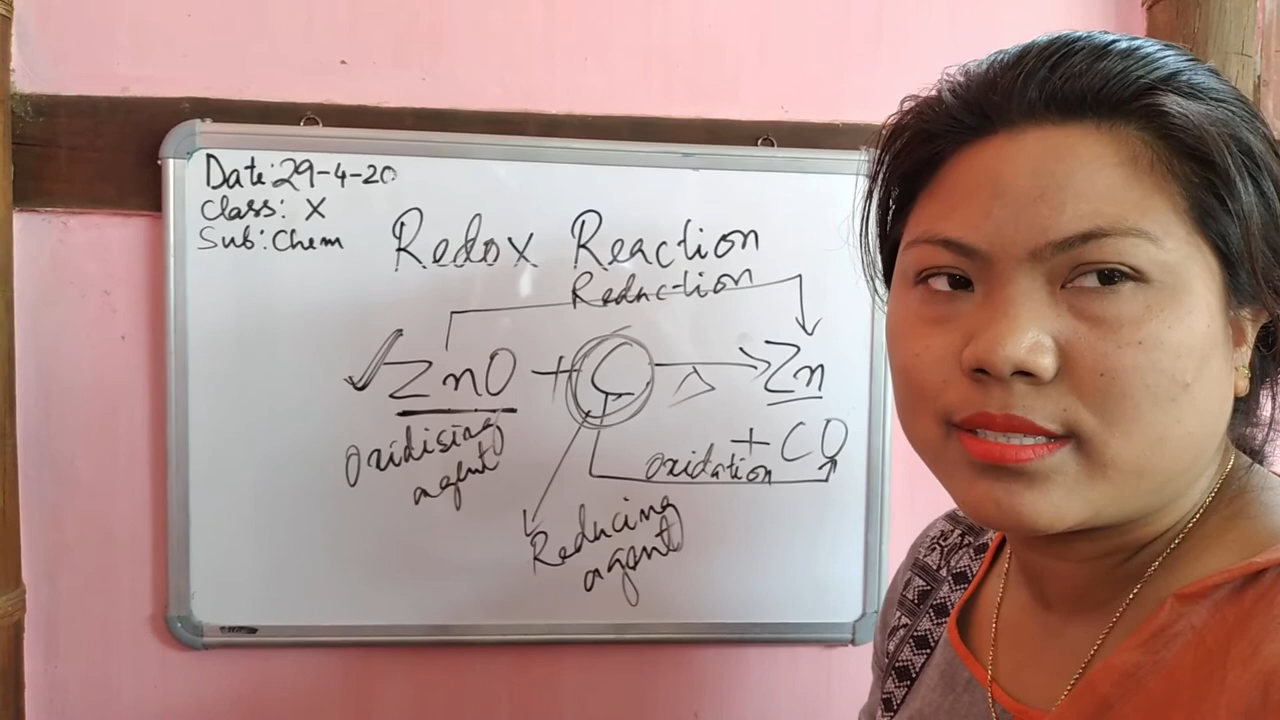 Date: 29-4-20
Class: X
Sub: Chem
Redox Reaction
Reduction
ZnO + C → Zn
Δ
+ CO
oxidation
Oxidising
agent
Reducing
agent